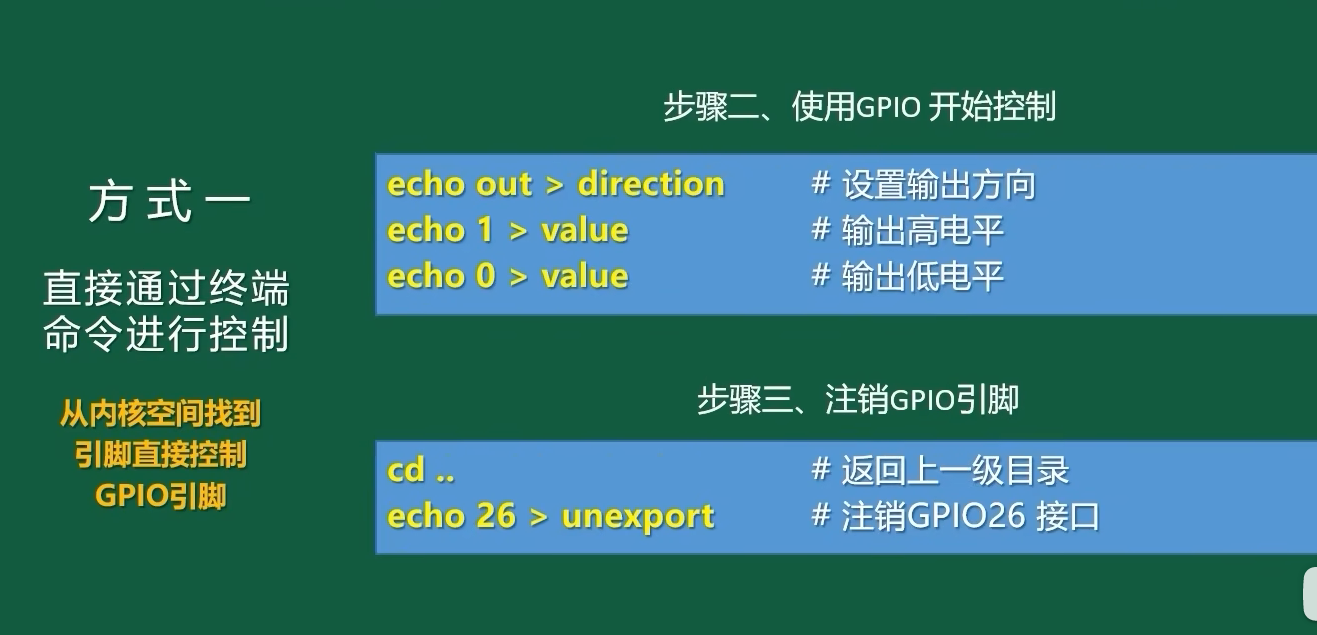 方式一
直接通过终端
命令进行控制
从内核空间找到
引脚直接控制
GPIO引脚
步骤二、使用GPIO 开始控制
echo out > direction # 设置输出方向
echo 1 > value # 输出高电平
echo 0 > value # 输出低电平
步骤三、注销GPIO引脚
cd .. # 返回上一级目录
echo 26 > unexport # 注销GPIO26 接口